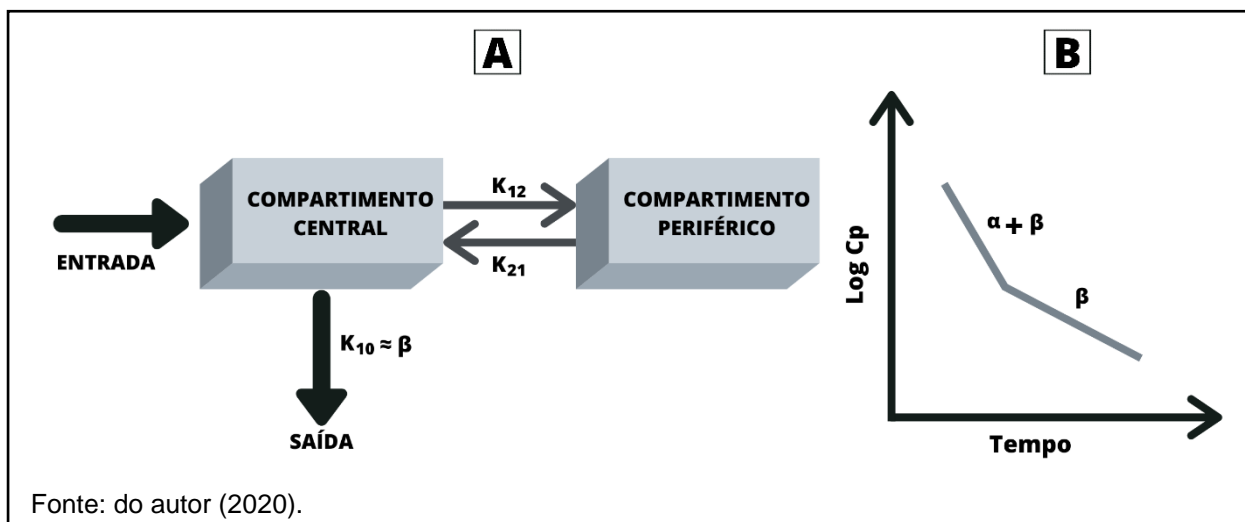 A
COMPARTIMENTO
CENTRAL
COMPARTIMENTO
PERIFÉRICO
K₁₂
K₂₁
ENTRADA
K₁₀ ≈ β
SAÍDA
B
Log Cp
α + β
β
Tempo
Fonte: do autor (2020).